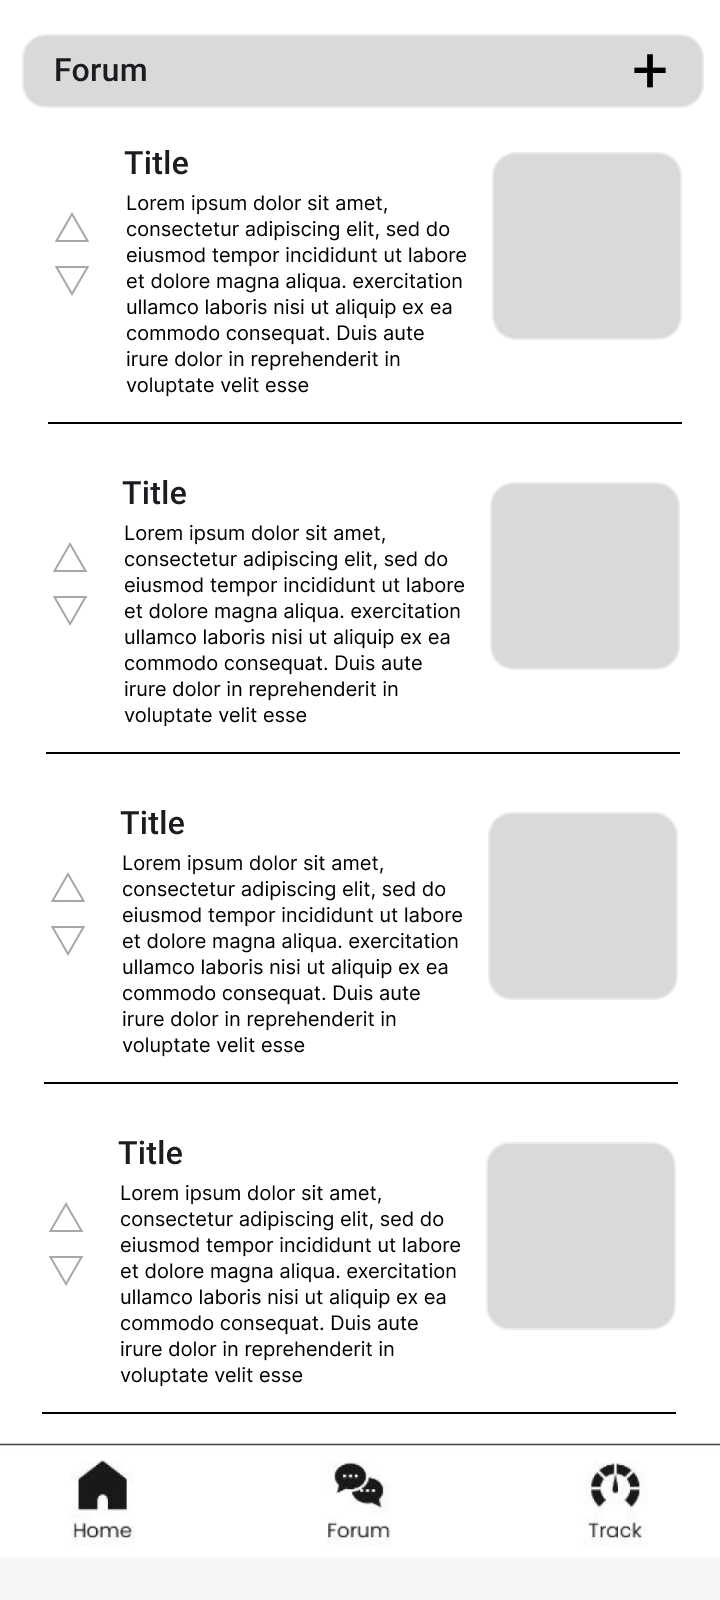 Forum
Title
Lorem ipsum dolor sit amet,
consectetur adipiscing elit, sed do
eiusmod tempor incididunt ut labore
et dolore magna aliqua. exercitation
ullamco laboris nisi ut aliquip ex ea
commodo consequat. Duis aute
irure dolor in reprehenderit in
voluptate velit esse
Title
Lorem ipsum dolor sit amet,
consectetur adipiscing elit, sed do
eiusmod tempor incididunt ut labore
et dolore magna aliqua. exercitation
ullamco laboris nisi ut aliquip ex ea
commodo consequat. Duis aute
irure dolor in reprehenderit in
voluptate velit esse
Title
Lorem ipsum dolor sit amet,
consectetur adipiscing elit, sed do
eiusmod tempor incididunt ut labore
et dolore magna aliqua. exercitation
ullamco laboris nisi ut aliquip ex ea
commodo consequat. Duis aute
irure dolor in reprehenderit in
voluptate velit esse
Title
Lorem ipsum dolor sit amet,
consectetur adipiscing elit, sed do
eiusmod tempor incididunt ut labore
et dolore magna aliqua. exercitation
ullamco laboris nisi ut aliquip ex ea
commodo consequat. Duis aute
irure dolor in reprehenderit in
voluptate velit esse
Home
Forum
Track